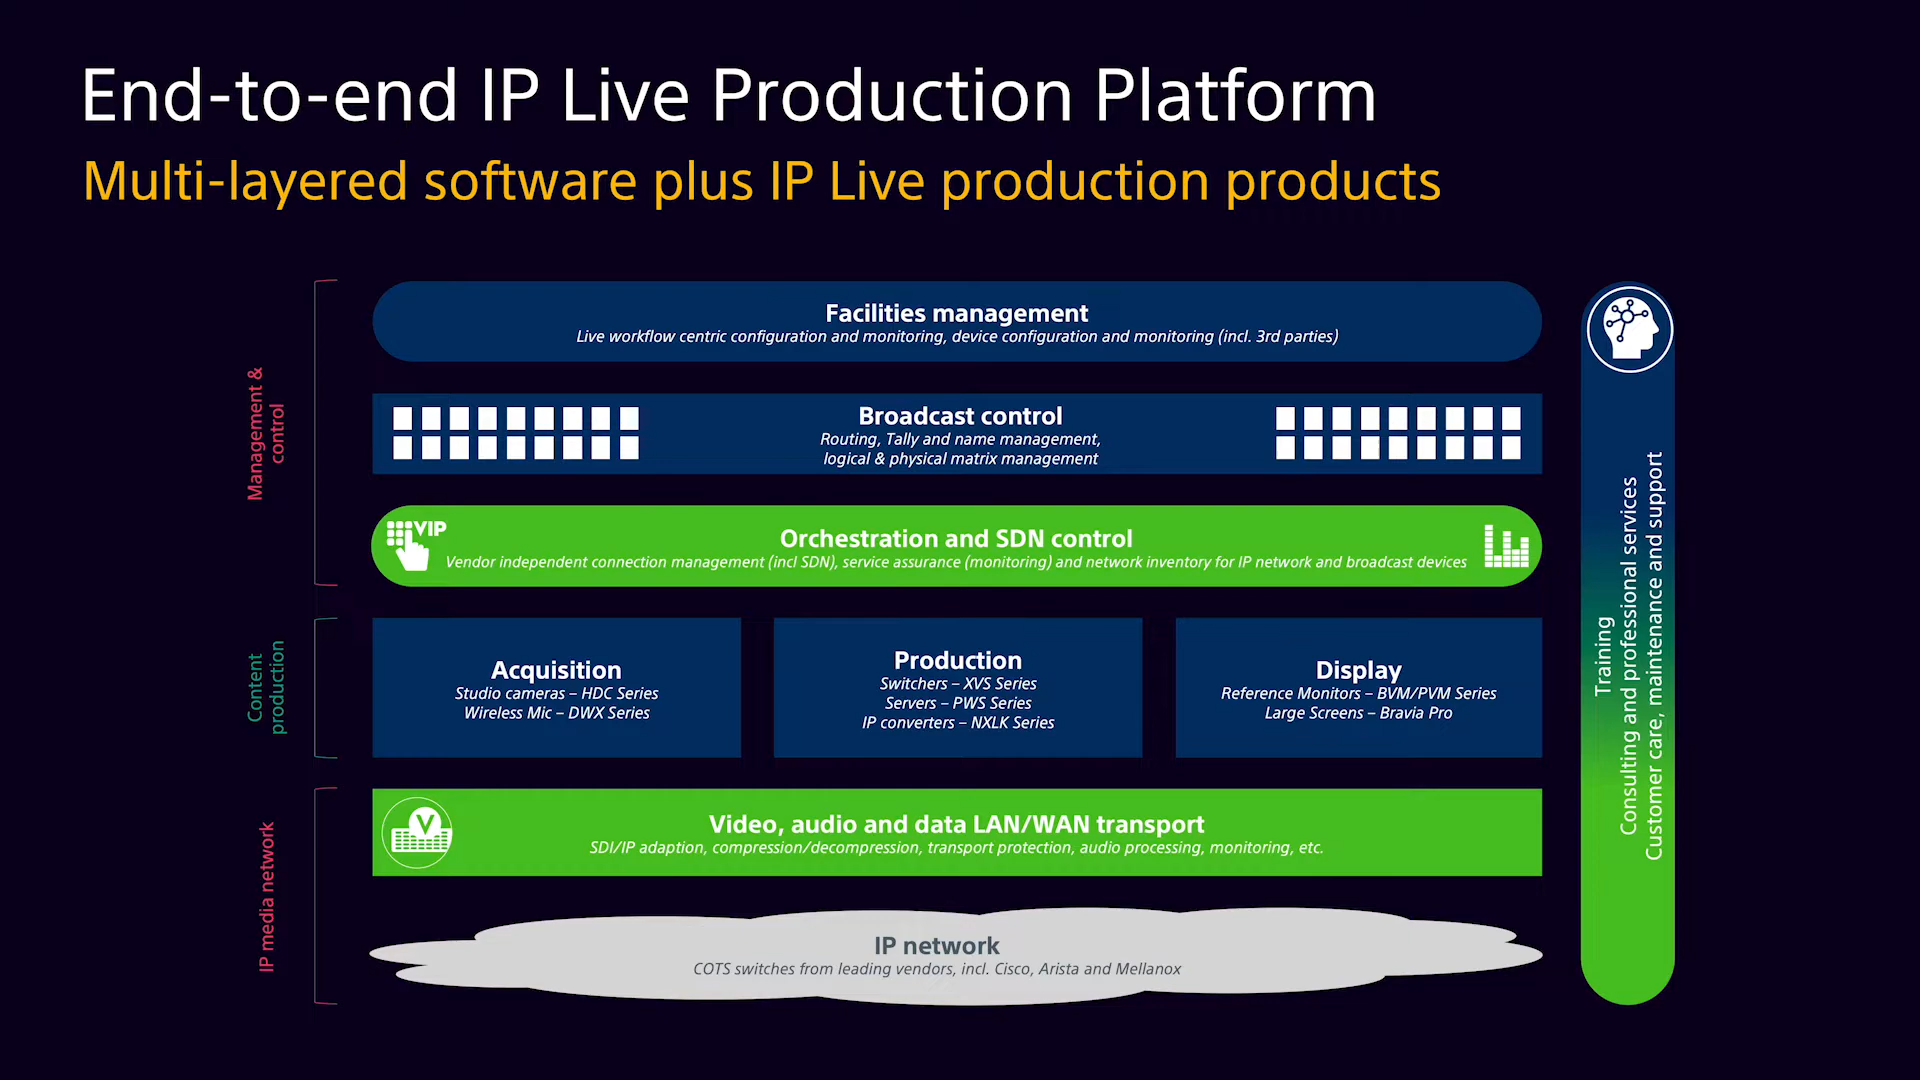 End-to-end IP Live Production Platform
Multi-layered software plus IP Live production products
Management &
control
Facilities management
Live workflow centric configuration and monitoring, device configuration and monitoring (incl. 3rd parties)
Broadcast control
Routing, Tally and name management,
logical & physical matrix management
VIP
Orchestration and SDN control
Vendor independent connection management (incl SDN), service assurance (monitoring) and network inventory for IP network and broadcast devices
Content
production
Acquisition
Studio cameras – HDC Series
Wireless Mic – DWX Series
Production
Switchers – XVS Series
Servers – PWS Series
IP converters – NXLK Series
Display
Reference Monitors – BVM/PVM Series
Large Screens – Bravia Pro
IP media network
V
Video, audio and data LAN/WAN transport
SDI/IP adaption, compression/decompression, transport protection, audio processing, monitoring, etc.
IP network
COTS switches from leading vendors, incl. Cisco, Arista and Mellanox
Training
Consulting and professional services
Customer care, maintenance and support